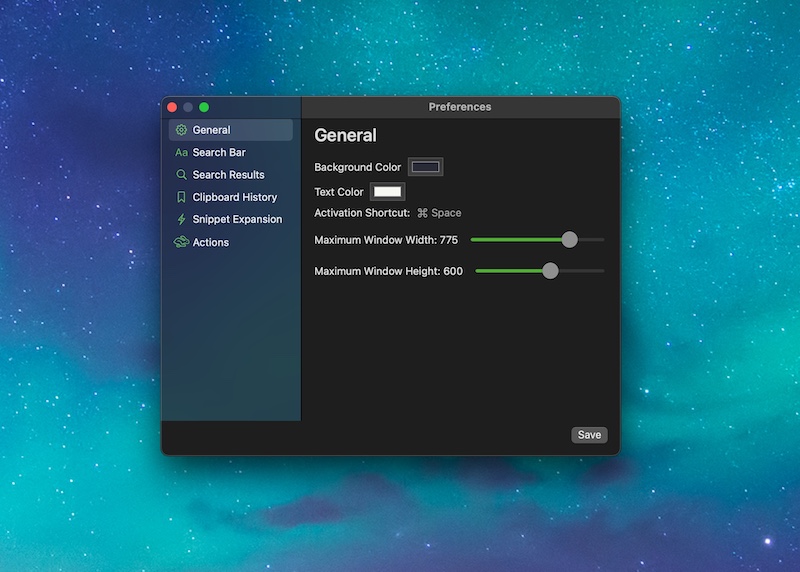 Preferences
General
Aa Search Bar
Search Results
Clipboard History
Snippet Expansion
Actions
General
Background Color
Text Color
Activation Shortcut: ⌘ Space
Maximum Window Width: 775
Maximum Window Height: 600
Save